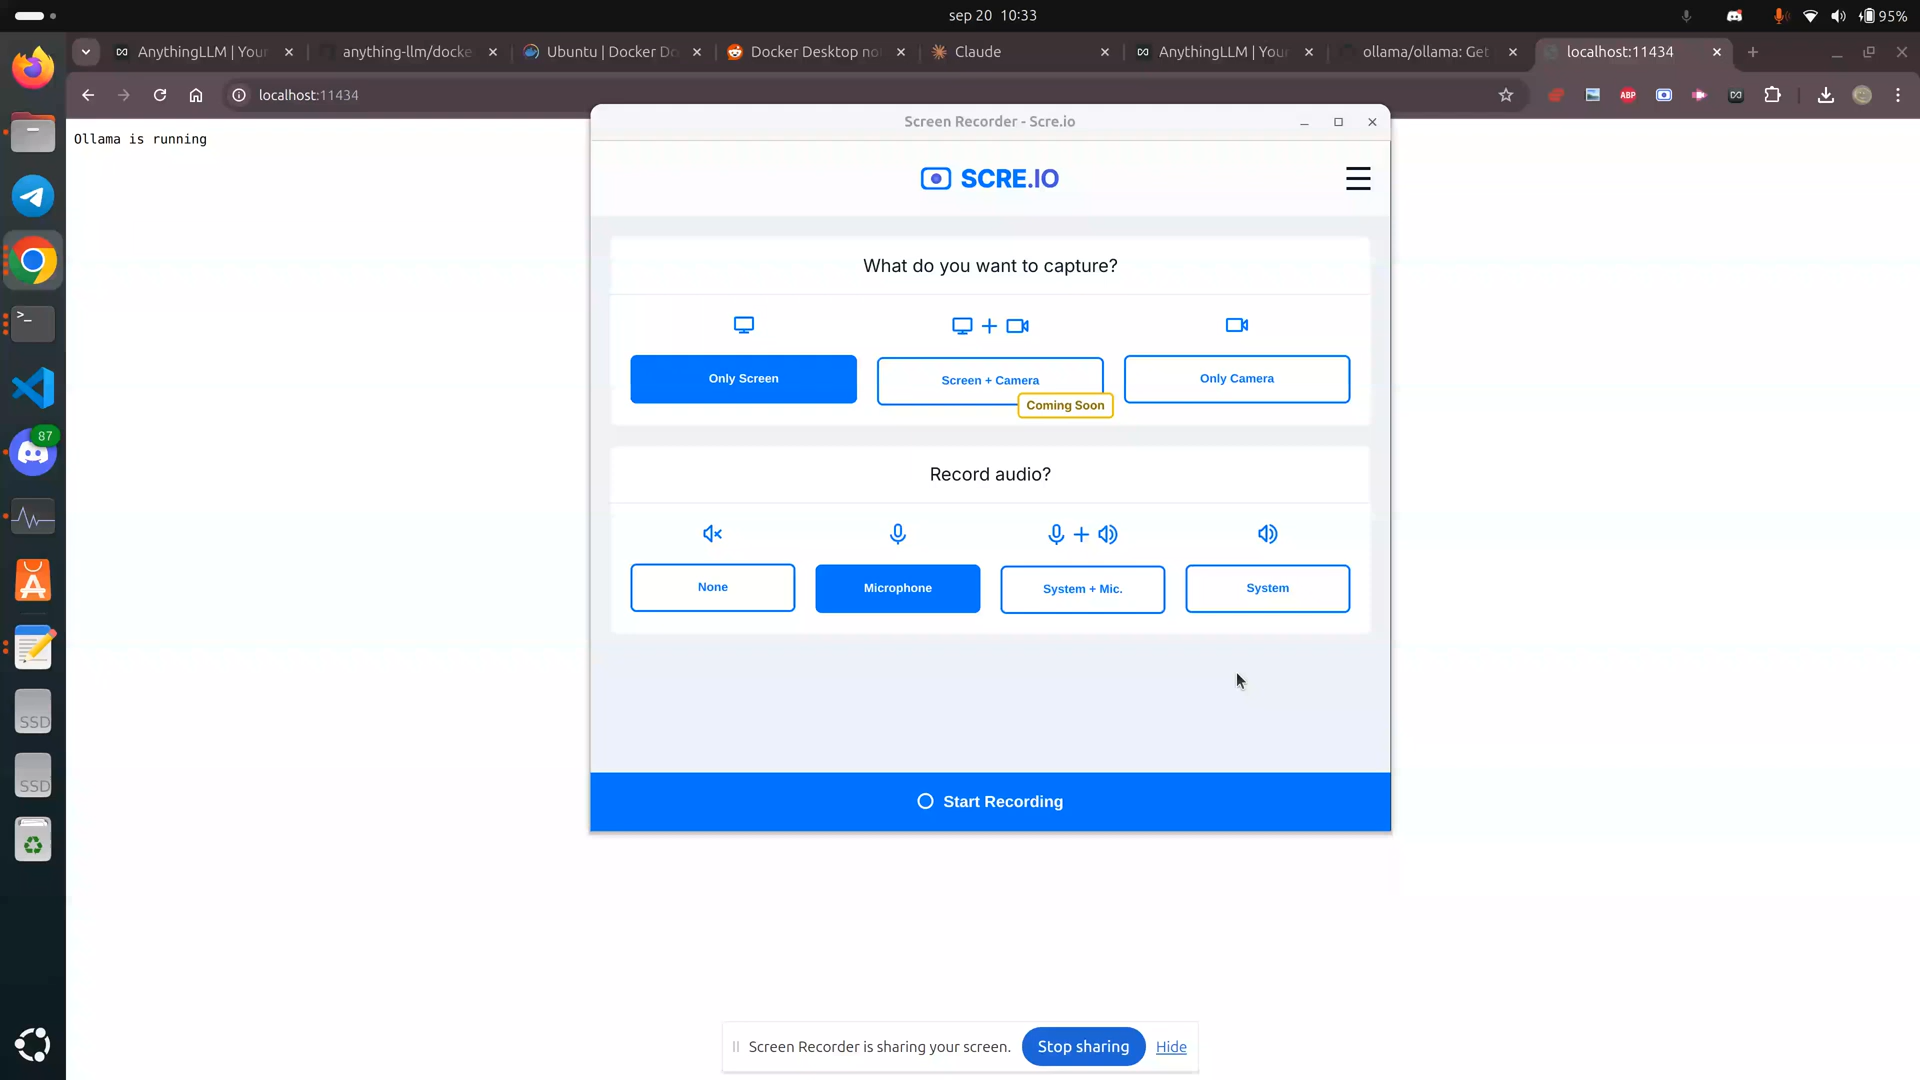 sep 20 10:33
95%
AnythingLLM | Your
anything-llm/docke
Ubuntu | Docker Do
Docker Desktop no
Claude
AnythingLLM | You
ollama/ollama: Get
localhost:11434
localhost:11434
ABP
Ollama is running
Screen Recorder - Scre.io
SCRE.IO
What do you want to capture?
Only Screen
Screen + Camera
Only Camera
Coming Soon
Record audio?
None
Microphone
System + Mic.
System
Start Recording
87
SSD
SSD
Screen Recorder is sharing your screen.
Stop sharing
Hide